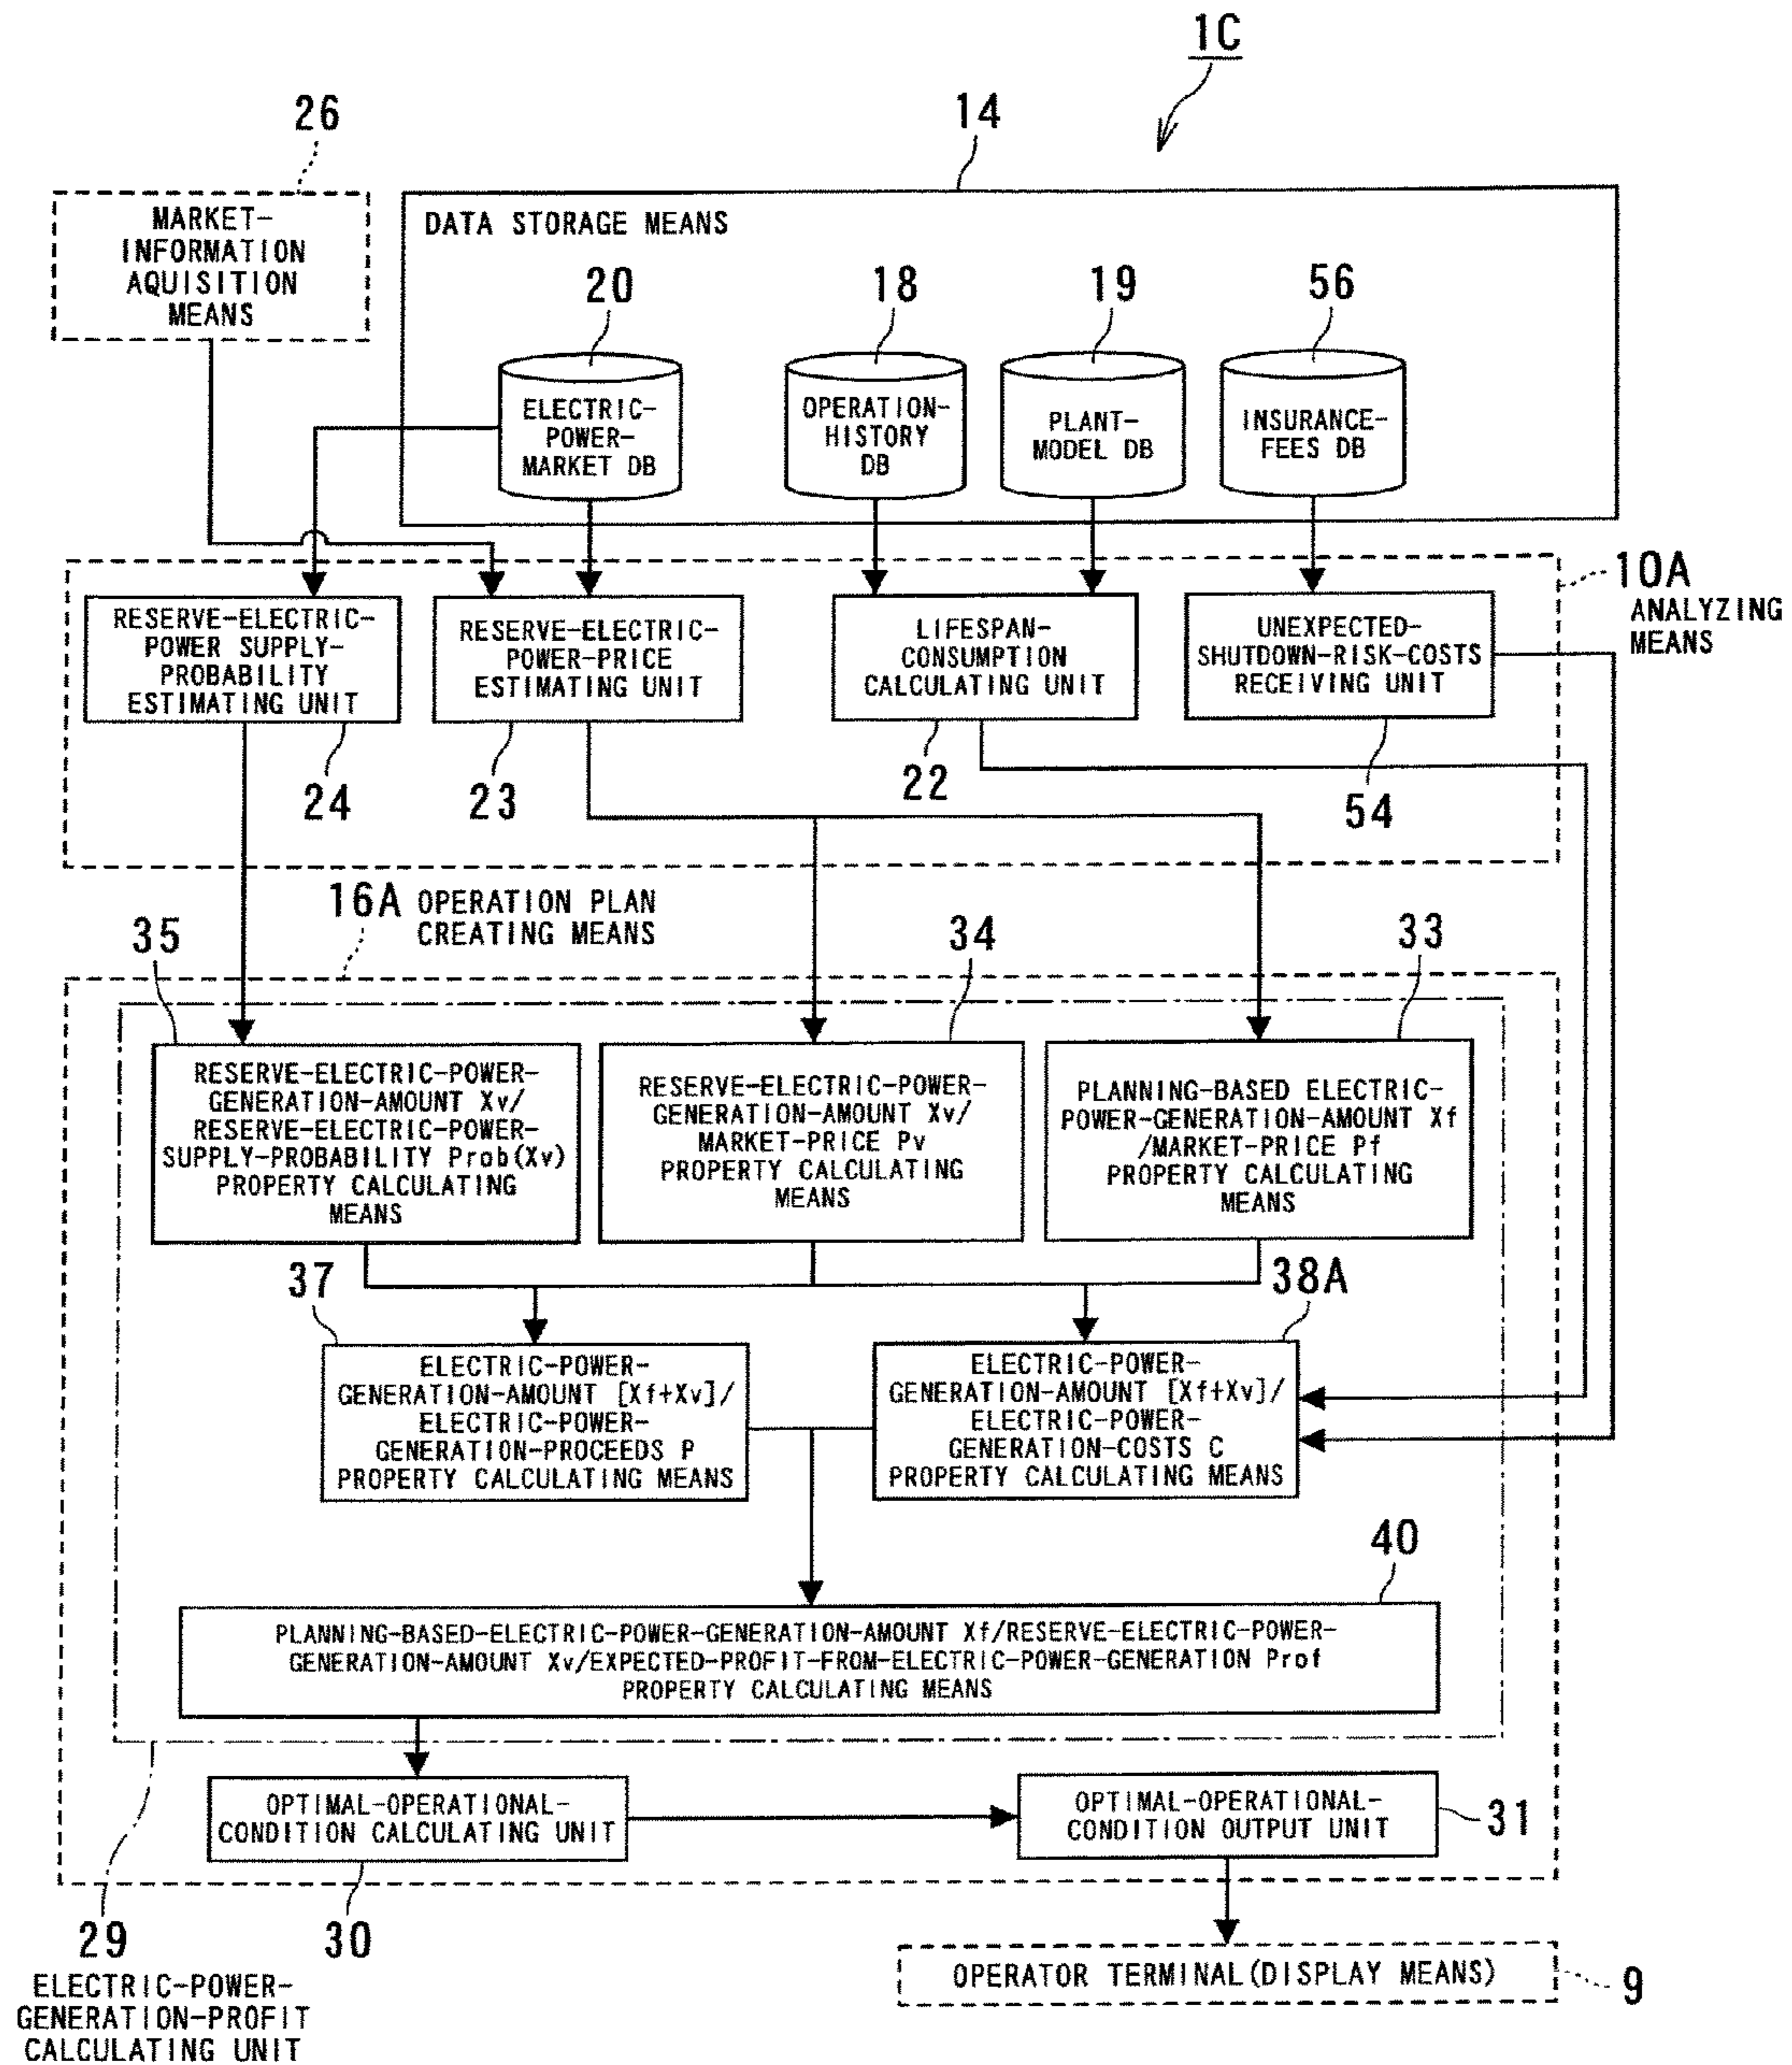 1C
26
14
MARKET-
INFORMATION
AQUISITION
MEANS
DATA STORAGE MEANS
20
18
19
56
ELECTRIC-
POWER-
MARKET DB
OPERATION-
HISTORY
DB
PLANT-
MODEL DB
INSURANCE-
FEES DB
10A
ANALYZING
MEANS
RESERVE-ELECTRIC-
POWER SUPPLY-
PROBABILITY
ESTIMATING UNIT
RESERVE-ELECTRIC-
POWER-PRICE
ESTIMATING UNIT
LIFESPAN-
CONSUMPTION
CALCULATING UNIT
UNEXPECTED-
SHUTDOWN-RISK-COSTS
RECEIVING UNIT
24
23
22
54
16A OPERATION PLAN
CREATING MEANS
35
34
33
RESERVE-ELECTRIC-POWER-
GENERATION-AMOUNT Xv/
RESERVE-ELECTRIC-POWER-
SUPPLY-PROBABILITY Prob(Xv)
PROPERTY CALCULATING
MEANS
RESERVE-ELECTRIC-POWER-
GENERATION-AMOUNT Xv/
MARKET-PRICE Pv
PROPERTY CALCULATING
MEANS
PLANNING-BASED ELECTRIC-
POWER-GENERATION-AMOUNT Xf
/MARKET-PRICE Pf
PROPERTY CALCULATING
MEANS
37
38A
ELECTRIC-POWER-
GENERATION-AMOUNT [Xf+Xv]/
ELECTRIC-POWER-
GENERATION-PROCEEDS P
PROPERTY CALCULATING MEANS
ELECTRIC-POWER-
GENERATION-AMOUNT [Xf+Xv]/
ELECTRIC-POWER-
GENERATION-COSTS C
PROPERTY CALCULATING MEANS
40
PLANNING-BASED-ELECTRIC-POWER-GENERATION-AMOUNT Xf/RESERVE-ELECTRIC-POWER-
GENERATION-AMOUNT Xv/EXPECTED-PROFIT-FROM-ELECTRIC-POWER-GENERATION Prof
PROPERTY CALCULATING MEANS
OPTIMAL-OPERATIONAL-
CONDITION CALCULATING UNIT
OPTIMAL-OPERATIONAL-
CONDITION OUTPUT UNIT
31
29
ELECTRIC-POWER-
GENERATION-PROFIT
CALCULATING UNIT
30
OPERATOR TERMINAL(DISPLAY MEANS)
9